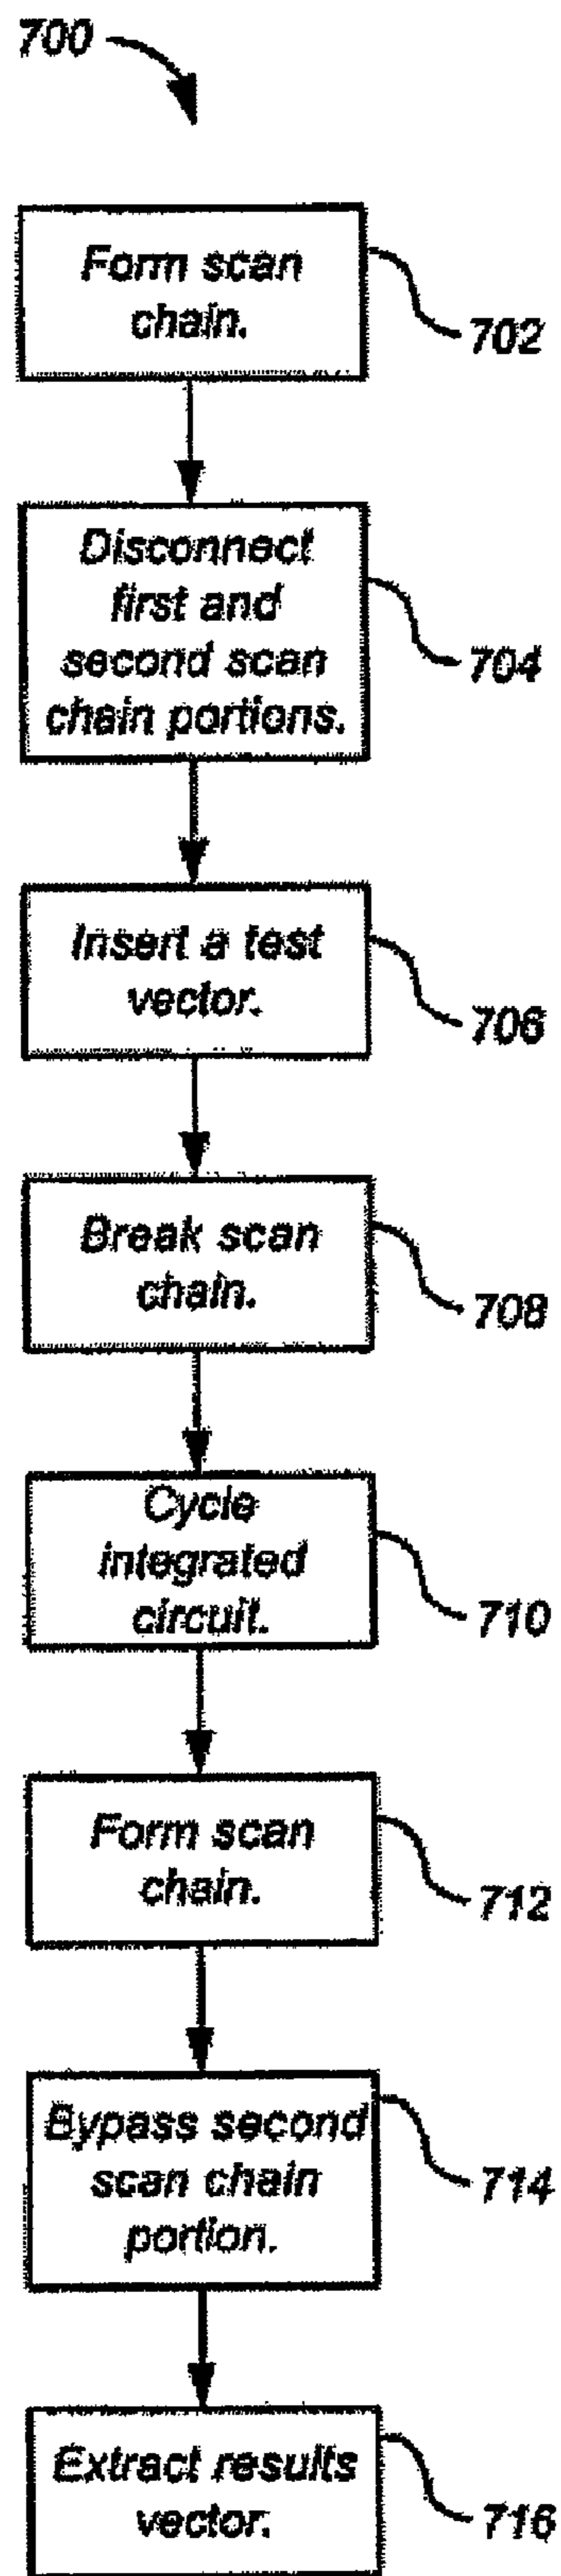 700
Form scan
chain.
702
Disconnect
first and
second scan
chain portions.
704
Insert a test
vector.
706
Break scan
chain.
708
Cycle
integrated
circuit.
710
Form scan
chain.
712
Bypass second
scan chain
portion.
714
Extract results
vector.
716